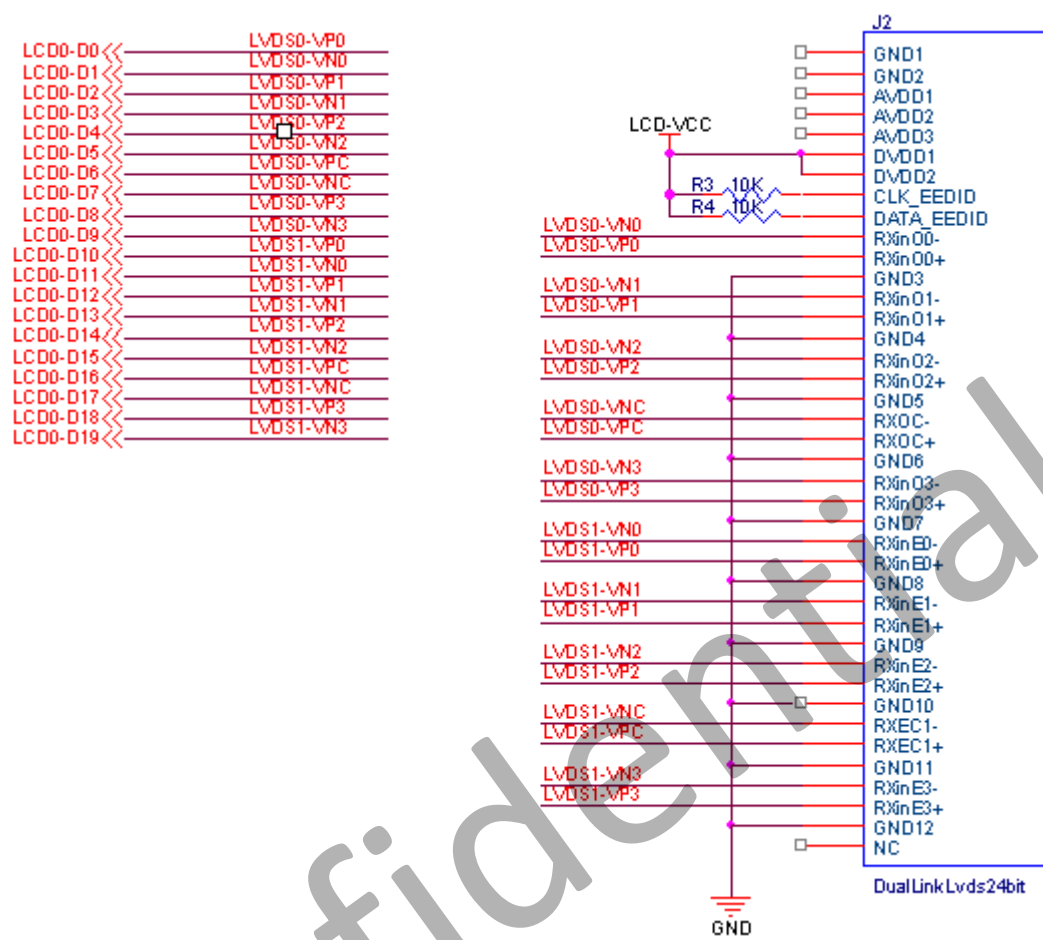 J2
LCD0-D0 LVDS0-VP0
LCD0-D1 LVDS0-VN0
LCD0-D2 LVDS0-VP1
LCD0-D3 LVDS0-VN1
LCD0-D4 LVDS0-VP2
LCD0-D5 LVDS0-VN2
LCD0-D6 LVDS0-VPC
LCD0-D7 LVDS0-VNC
LCD0-D8 LVDS0-VP3
LCD0-D9 LVDS0-VN3
LCD0-D10 LVDS1-VP0
LCD0-D11 LVDS1-VN0
LCD0-D12 LVDS1-VP1
LCD0-D13 LVDS1-VN1
LCD0-D14 LVDS1-VP2
LCD0-D15 LVDS1-VN2
LCD0-D16 LVDS1-VPC
LCD0-D17 LVDS1-VNC
LCD0-D18 LVDS1-VP3
LCD0-D19 LVDS1-VN3
GND1
GND2
AVDD1
AVDD2
AVDD3
LCD-VCC
DVDD1
DVDD2
R3 10K CLK_EEDID
R4 10K DATA_EEDID
LVDS0-VN0 RXinO0-
LVDS0-VP0 RXinO0+
GND3
LVDS0-VN1 RXinO1-
LVDS0-VP1 RXinO1+
GND4
LVDS0-VN2 RXinO2-
LVDS0-VP2 RXinO2+
GND5
LVDS0-VNC RXOC-
LVDS0-VPC RXOC+
GND6
LVDS0-VN3 RXinO3-
LVDS0-VP3 RXinO3+
GND7
LVDS1-VN0 RXinE0-
LVDS1-VP0 RXinE0+
GND8
LVDS1-VN1 RXinE1-
LVDS1-VP1 RXinE1+
GND9
LVDS1-VN2 RXinE2-
LVDS1-VP2 RXinE2+
GND10
LVDS1-VNC RXEC1-
LVDS1-VPC RXEC1+
GND11
LVDS1-VN3 RXinE3-
LVDS1-VP3 RXinE3+
GND12
NC
DualLinkLvds24bit
GND
fidential